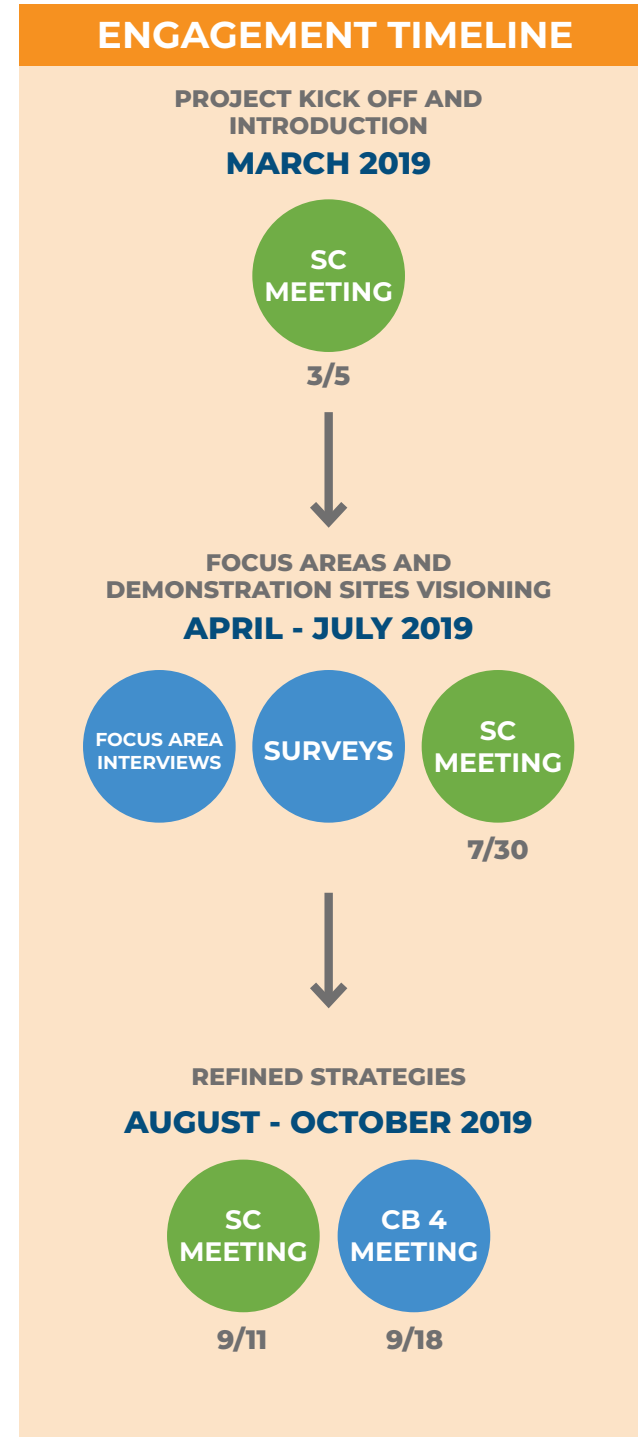 ENGAGEMENT TIMELINE
PROJECT KICK OFF AND
INTRODUCTION
MARCH 2019
SC
MEETING
3/5
FOCUS AREAS AND
DEMONSTRATION SITES VISIONING
APRIL - JULY 2019
FOCUS AREA
INTERVIEWS
SURVEYS
SC
MEETING
7/30
REFINED STRATEGIES
AUGUST - OCTOBER 2019
SC
MEETING
9/11
CB 4
MEETING
9/18